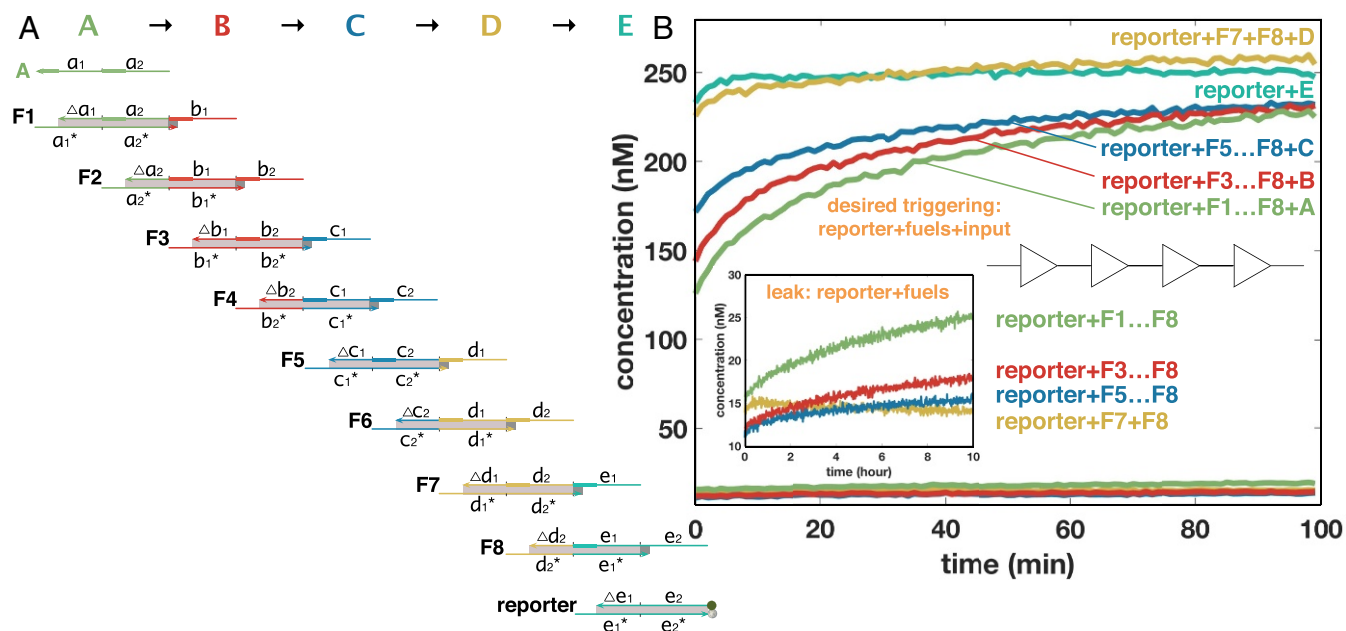 A
A → B → C → D → E
A
a1 a2
F1
△a1 a2 b1
a1* a2*
F2
△a2 b1 b2
a2* b1*
F3
△b1 b2 c1
b1* b2*
F4
△b2 c1 c2
b2* c1*
F5
△c1 c2 d1
c1* c2*
F6
△c2 d1 d2
c2* d1*
F7
△d1 d2 e1
d1* d2*
F8
△d2 e1 e2
d2* e1*
reporter
△e1 e2
e1* e2*
B
concentration (nM)
250
200
150
100
50
0 20 40 60 80 100
time (min)
reporter+F7+F8+D
reporter+E
reporter+F5...F8+C
reporter+F3...F8+B
reporter+F1...F8+A
desired triggering:
reporter+fuels+input
leak: reporter+fuels
concentration (nM)
30
25
20
15
10
0 2 4 6 8 10
time (hour)
reporter+F1...F8
reporter+F3...F8
reporter+F5...F8
reporter+F7+F8